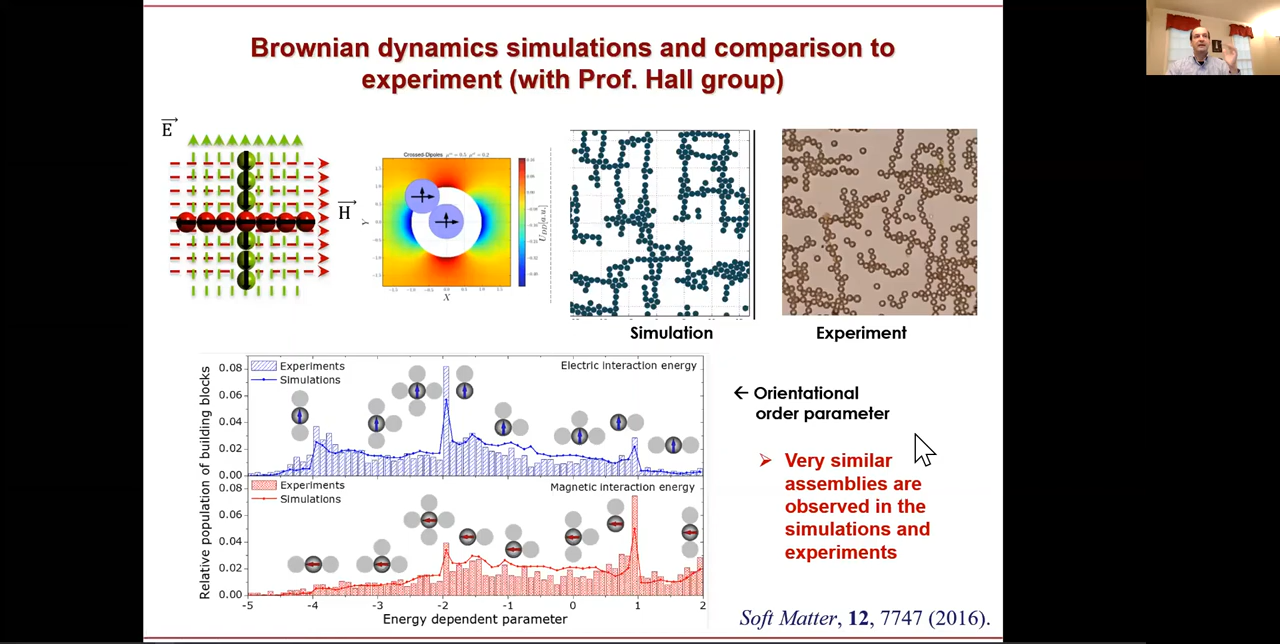 Brownian dynamics simulations and comparison to
experiment (with Prof. Hall group)
E
H
Crossed-Dipoles
Y
X
Simulation
Experiment
Relative population of building blocks
0.08
0.06
0.04
0.02
0.00
Experiments
Simulations
Electric interaction energy
0.08
0.06
0.04
0.02
0.00
Experiments
Simulations
Magnetic interaction energy
-5 -4 -3 -2 -1 0 1 2
Energy dependent parameter
← Orientational
order parameter
➢ Very similar
assemblies are
observed in the
simulations and
experiments
Soft Matter, 12, 7747 (2016).